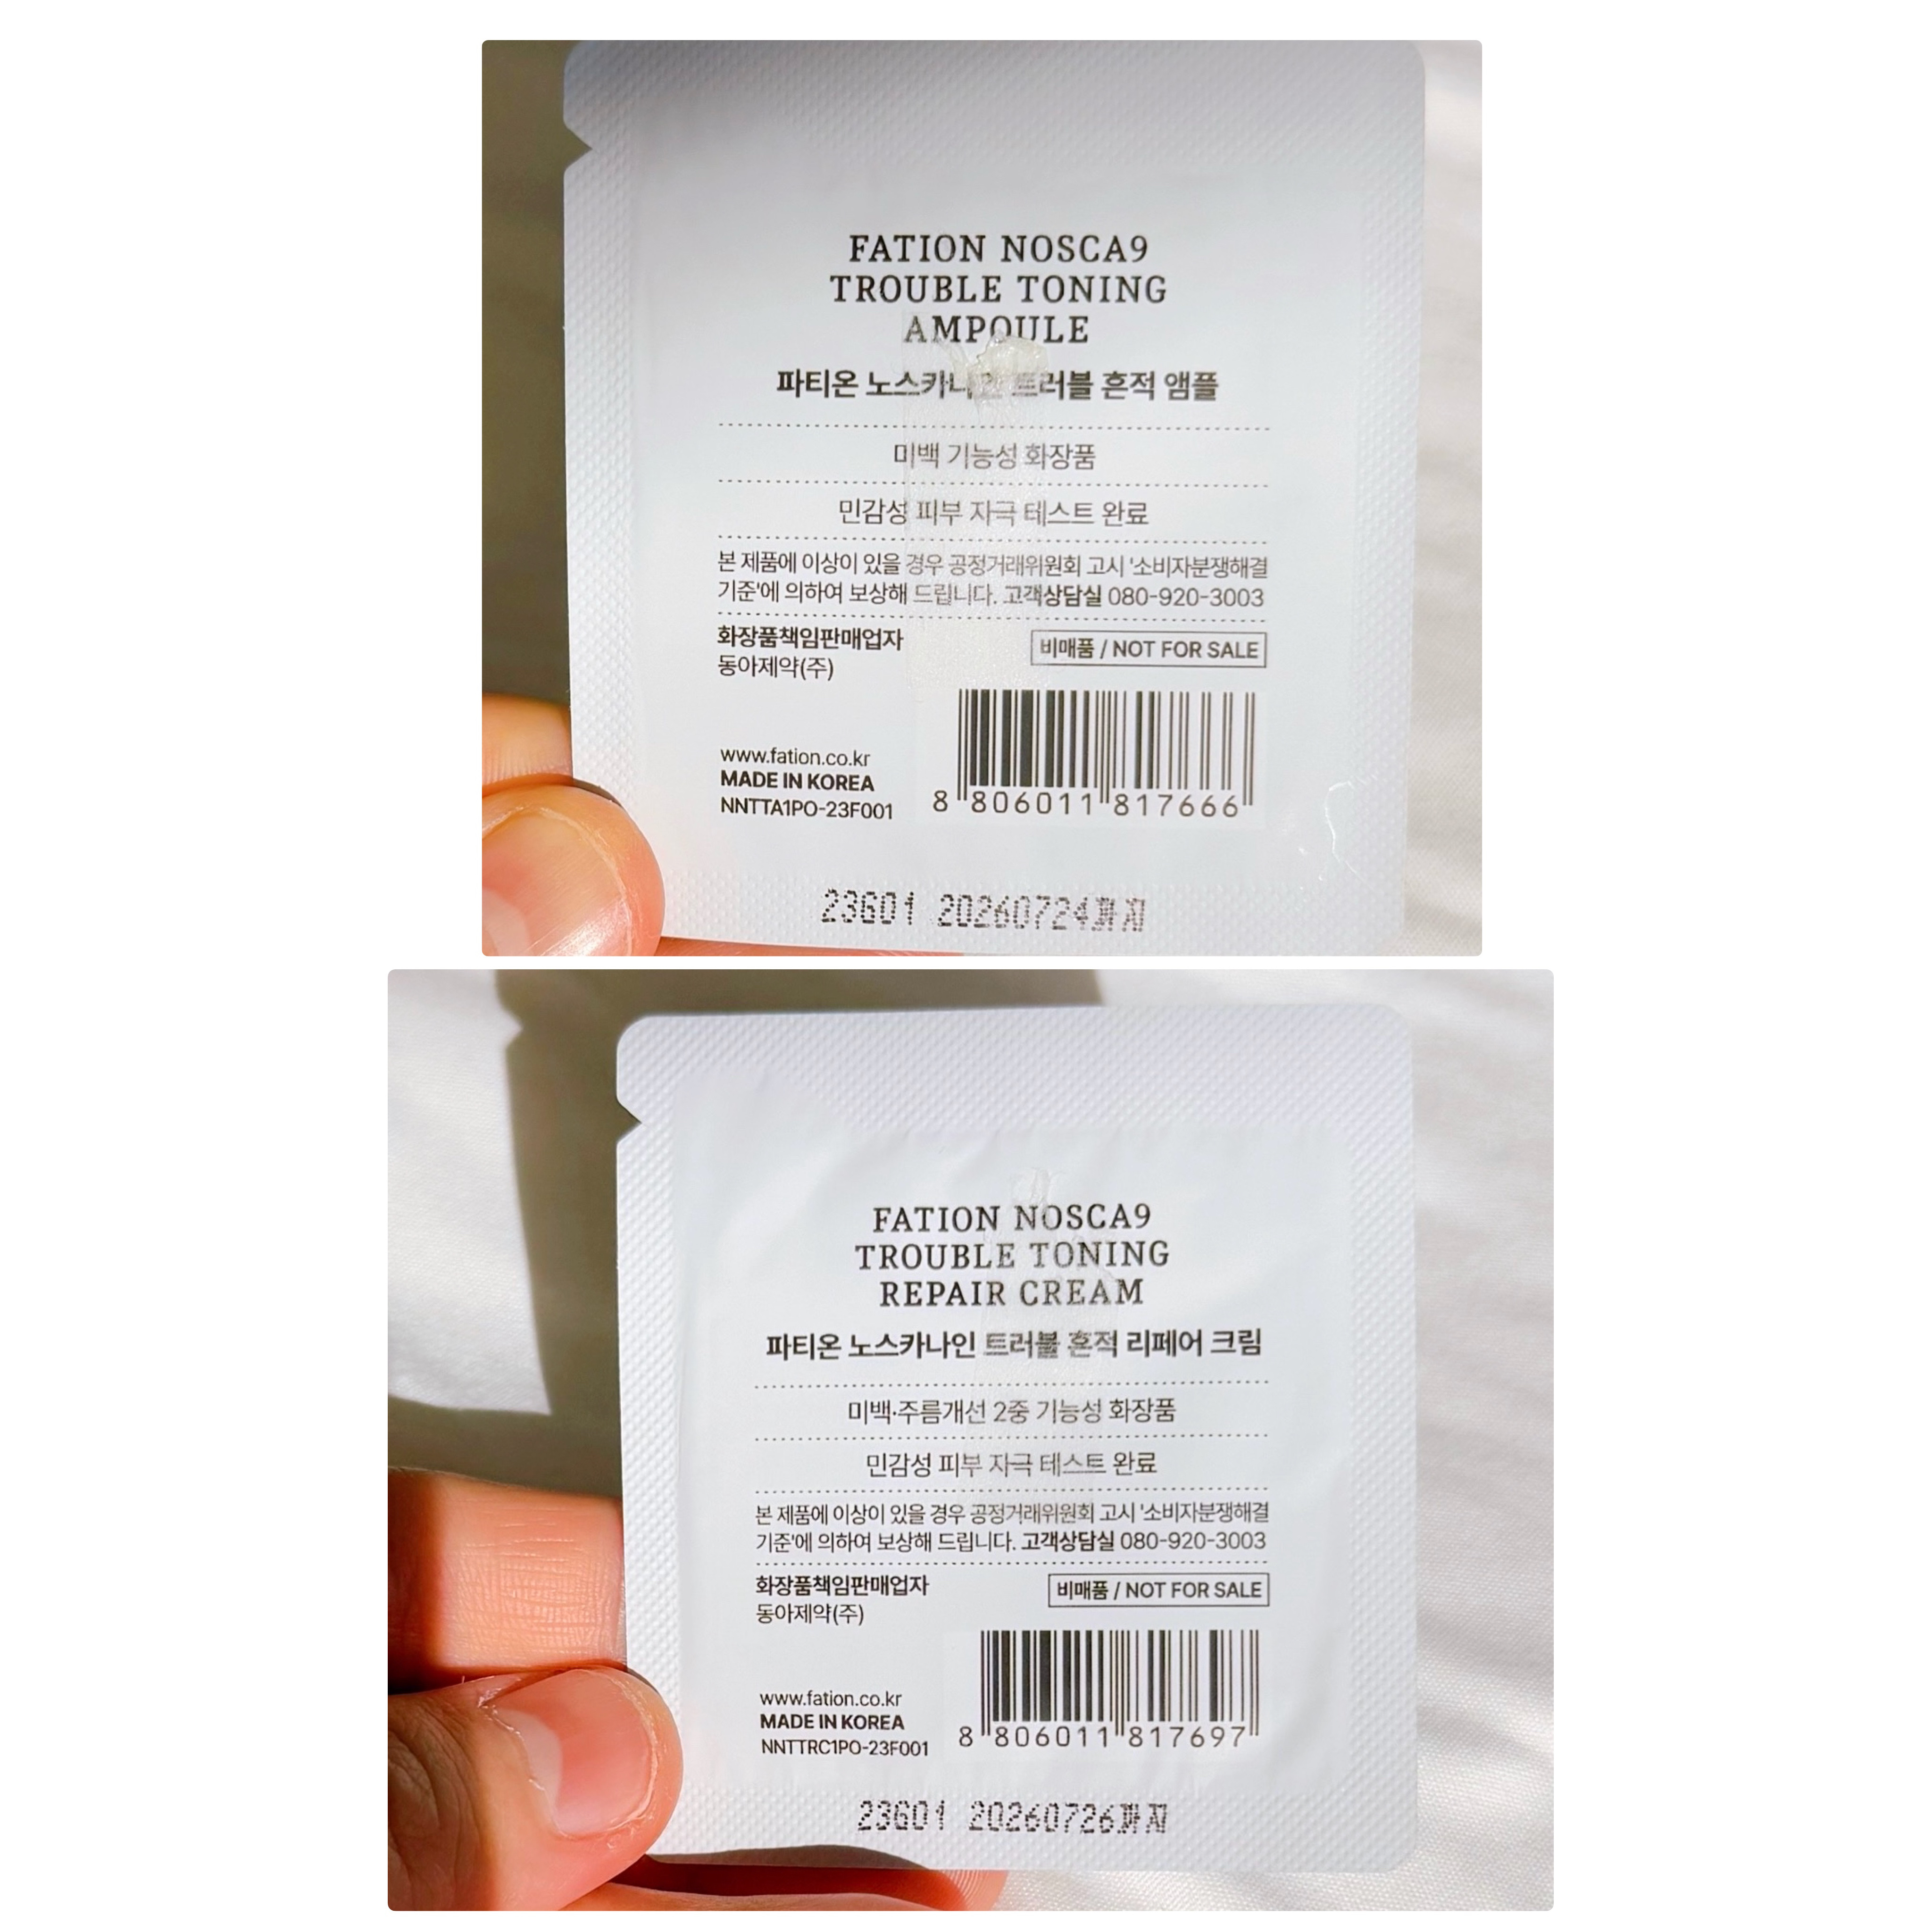 FATION NOSCA9
TROUBLE TONING
AMPOULE
파티온 노스카나인 트러블 흔적 앰플
미백 기능성 화장품
민감성 피부 자극 테스트 완료
본 제품에 이상이 있을 경우 공정거래위원회 고시 '소비자분쟁해결
기준'에 의하여 보상해 드립니다. 고객상담실 080-920-3003
화장품책임판매업자
동아제약(주)
비매품 / NOT FOR SALE
www.fation.co.kr
MADE IN KOREA
NNTTA1PO-23F001
8 806011 817666
23G01 20260724까지
FATION NOSCA9
TROUBLE TONING
REPAIR CREAM
파티온 노스카나인 트러블 흔적 리페어 크림
미백·주름개선 2중 기능성 화장품
민감성 피부 자극 테스트 완료
본 제품에 이상이 있을 경우 공정거래위원회 고시 '소비자분쟁해결
기준'에 의하여 보상해 드립니다. 고객상담실 080-920-3003
화장품책임판매업자
동아제약(주)
비매품 / NOT FOR SALE
www.fation.co.kr
MADE IN KOREA
NNTTRC1PO-23F001
8 806011 817697
23G01 20260726까지